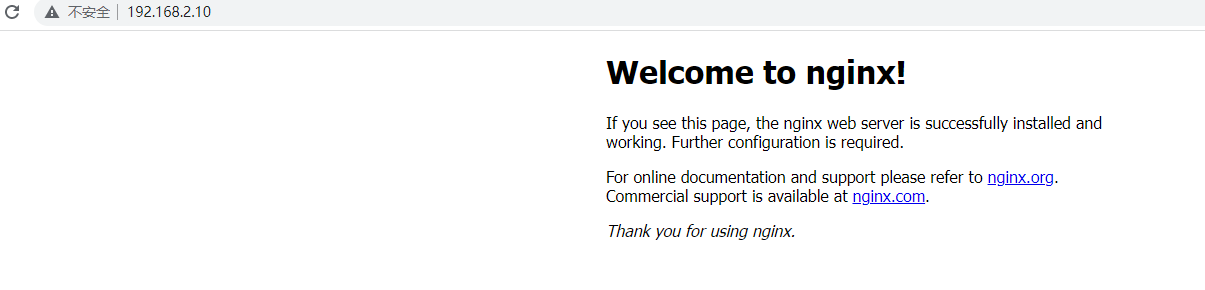 不安全 192.168.2.10
Welcome to nginx!
If you see this page, the nginx web server is successfully installed and
working. Further configuration is required.
For online documentation and support please refer to nginx.org.
Commercial support is available at nginx.com.
Thank you for using nginx.